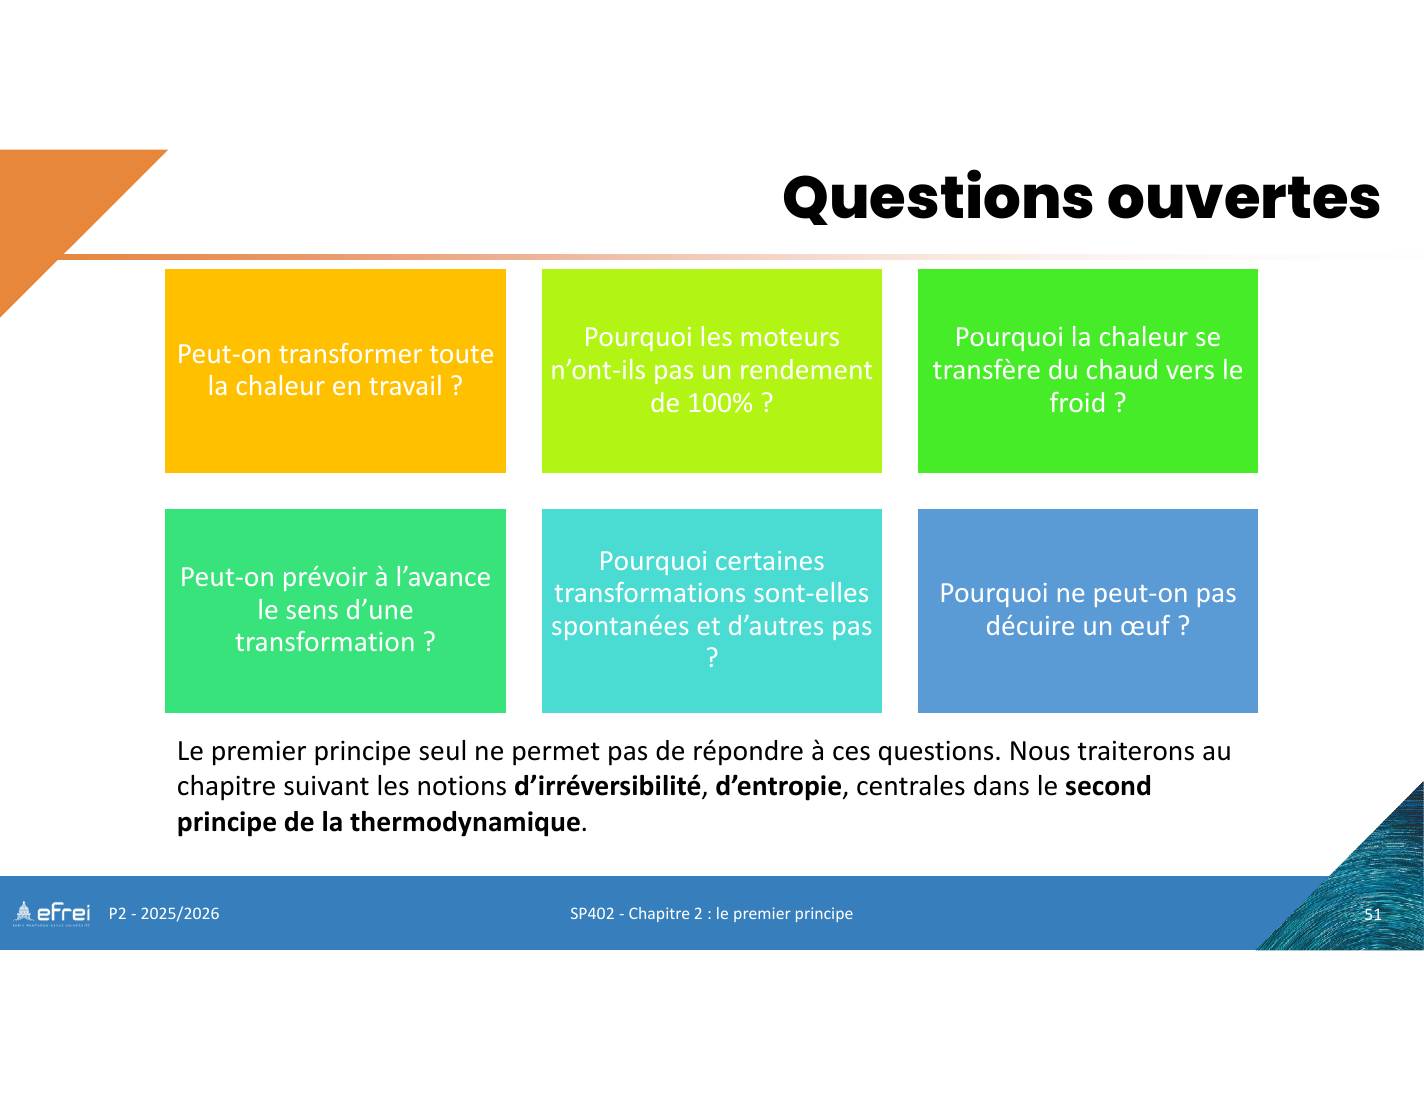 Questions ouvertes
Peut-on transformer toute
la chaleur en travail ?
Pourquoi les moteurs
n’ont-ils pas un rendement
de 100% ?
Pourquoi la chaleur se
transfère du chaud vers le
froid ?
Peut-on prévoir à l’avance
le sens d’une
transformation ?
Pourquoi certaines
transformations sont-elles
spontanées et d’autres pas
?
Pourquoi ne peut-on pas
décuire un œuf ?
Le premier principe seul ne permet pas de répondre à ces questions. Nous traiterons au
chapitre suivant les notions d’irréversibilité, d’entropie, centrales dans le second
principe de la thermodynamique.
efrei
P2 - 2025/2026
SP402 - Chapitre 2 : le premier principe
51